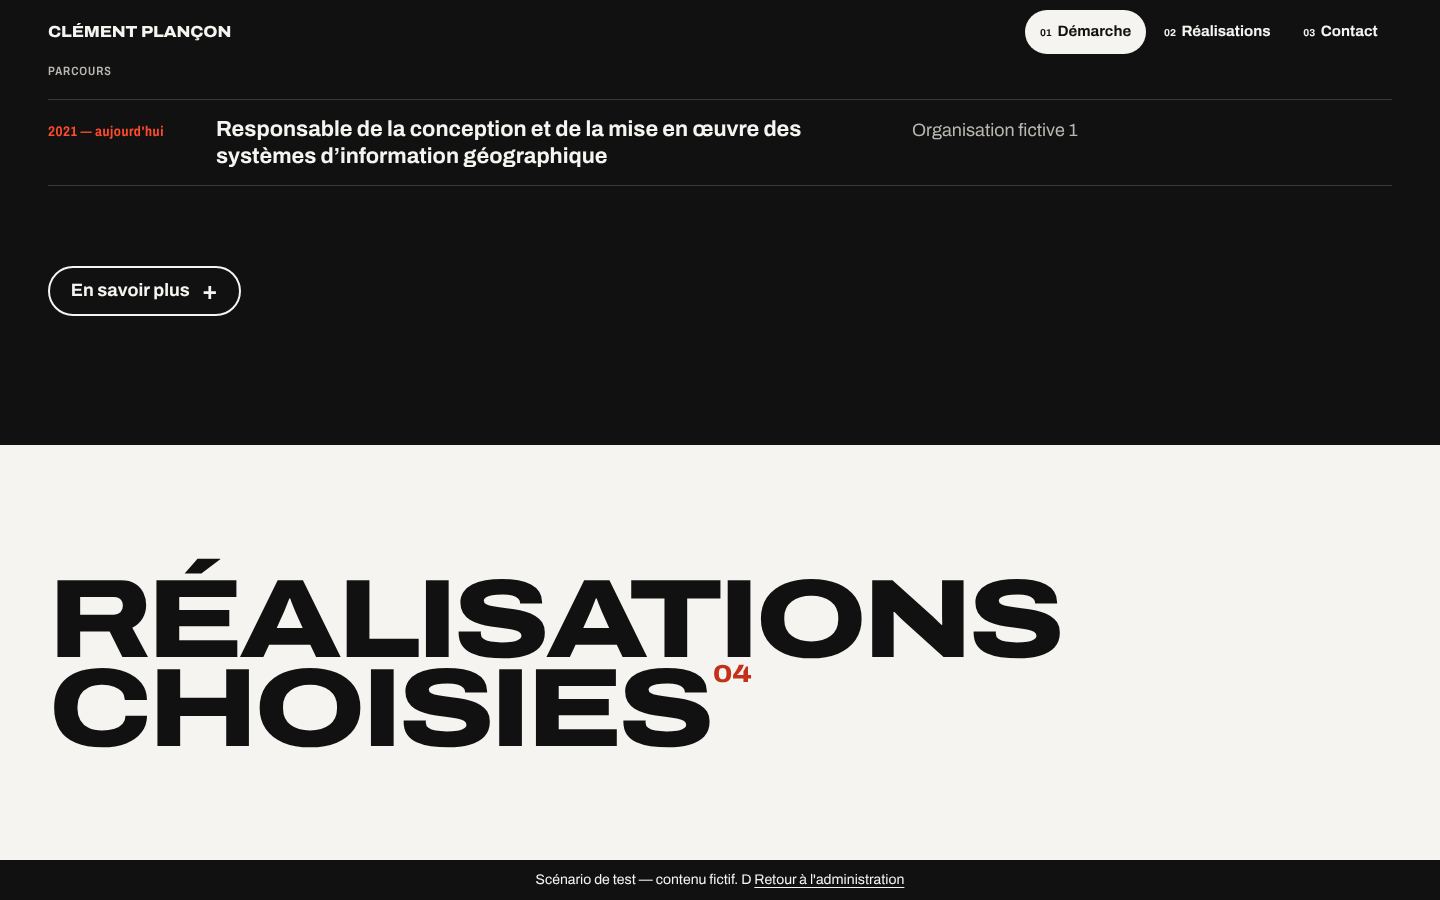 CLÉMENT PLANÇON
01 Démarche 02 Réalisations 03 Contact
PARCOURS
2021 — aujourd'hui
Responsable de la conception et de la mise en œuvre des
systèmes d’information géographique
Organisation fictive 1
En savoir plus +
RÉALISATIONS
CHOISIES 04
Scénario de test — contenu fictif. D Retour à l'administration